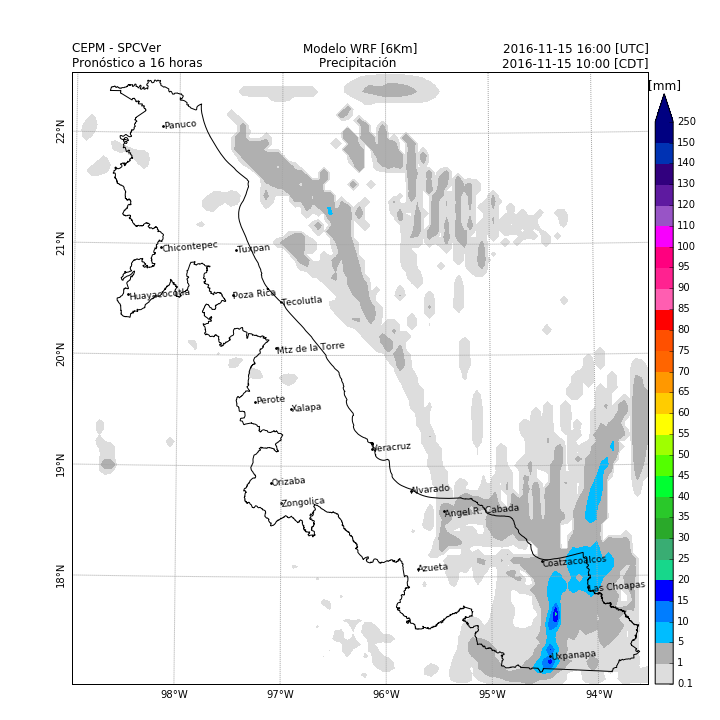 CEPM - SPCVer Modelo WRF [6Km] 2016-11-15 16:00 [UTC]
Pronóstico a 16 horas Precipitación 2016-11-15 10:00 [CDT]
[mm]
250
150
140
130
120
110
100
95
90
85
80
75
70
65
60
55
50
45
40
35
30
25
20
15
10
5
1
0.1
22°N
21°N
20°N
19°N
18°N
Panuco
Chicontepec
Tuxpan
Huayacocotla
Poza Rica
Tecolutla
Mtz de la Torre
Perote
Xalapa
Veracruz
Orizaba
Alvarado
Zongolica
Angel R. Cabada
Azueta
Coatzacoalcos
Las Choapas
Uxpanapa
98°W 97°W 96°W 95°W 94°W